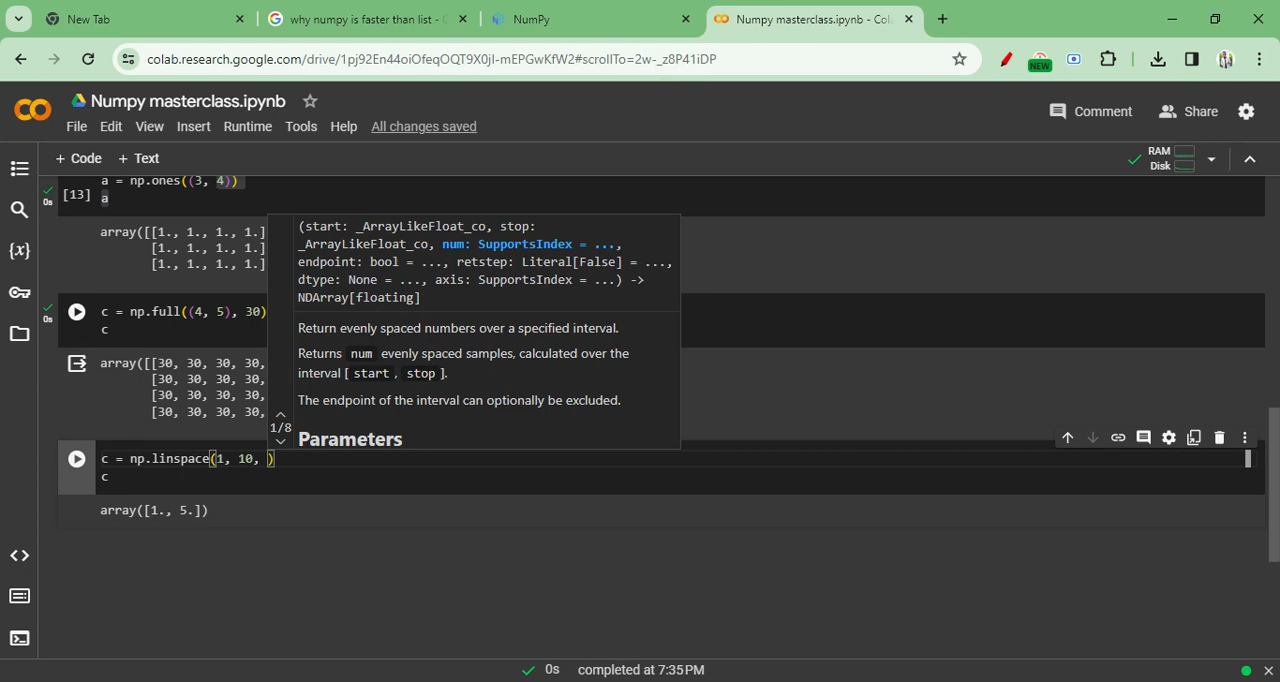 New Tab
why numpy is faster than list - G
NumPy
Numpy masterclass.ipynb - Col
colab.research.google.com/drive/1pj92En44oiOfeqOQT9X0jI-mEPGwKfW2#scrollTo=2w-_z8P41iDP
NEW
Numpy masterclass.ipynb
Comment
Share
File Edit View Insert Runtime Tools Help All changes saved
+ Code + Text
RAM
Disk
0s
[13]
a = np.ones((3, 4))
a
array([[1., 1., 1., 1.]
[1., 1., 1., 1.]
[1., 1., 1., 1.]
0s
c = np.full((4, 5), 30)
c
array([[30, 30, 30, 30,
[30, 30, 30, 30,
[30, 30, 30, 30,
[30, 30, 30, 30,
(start: _ArrayLikeFloat_co, stop:
_ArrayLikeFloat_co, num: SupportsIndex = ...,
endpoint: bool = ..., retstep: Literal[False] = ...,
dtype: None = ..., axis: SupportsIndex = ...) ->
NDArray[floating]
Return evenly spaced numbers over a specified interval.
Returns num evenly spaced samples, calculated over the
interval [ start, stop ].
The endpoint of the interval can optionally be excluded.
1/8
Parameters
c = np.linspace(1, 10, )
c
array([1., 5.])
0s completed at 7:35 PM